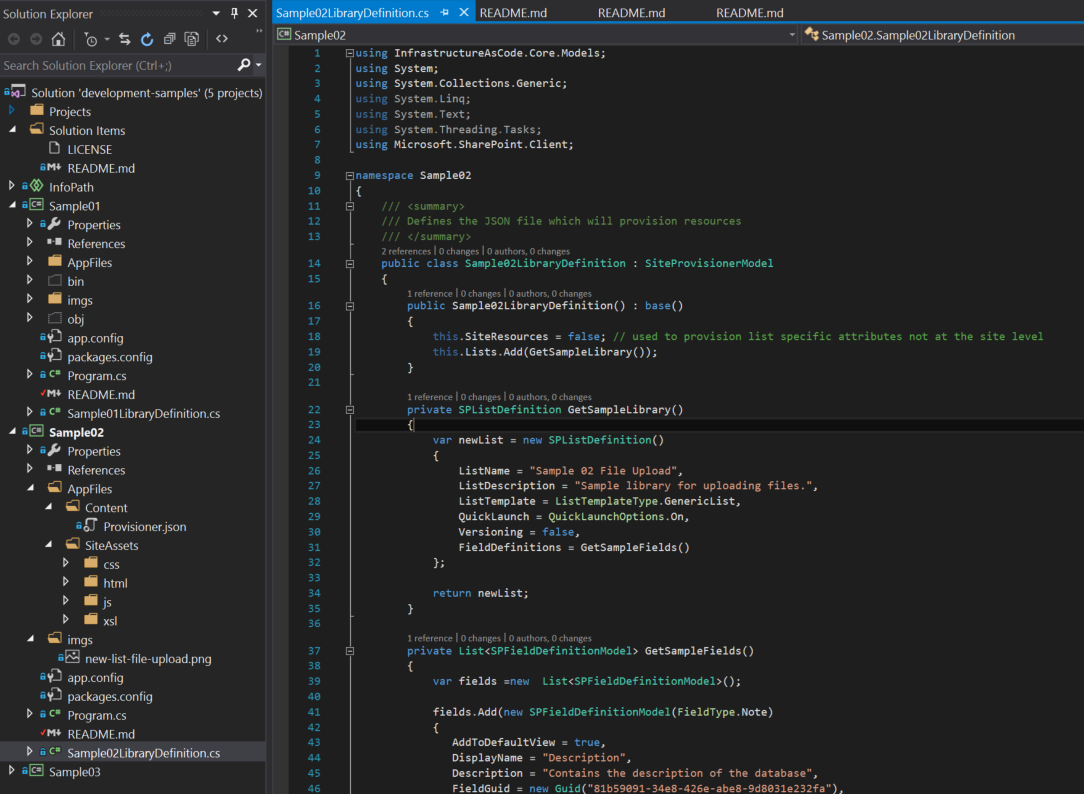 Solution Explorer
Search Solution Explorer (Ctrl+;)
Solution 'development-samples' (5 projects)
Projects
Solution Items
LICENSE
README.md
InfoPath
Sample01
Properties
References
AppFiles
bin
imgs
obj
app.config
packages.config
Program.cs
README.md
Sample01LibraryDefinition.cs
Sample02
Properties
References
AppFiles
Content
Provisioner.json
SiteAssets
css
html
js
xsl
imgs
new-list-file-upload.png
app.config
packages.config
Program.cs
README.md
Sample02LibraryDefinition.cs
Sample03
Sample02LibraryDefinition.cs README.md README.md README.md
Sample02 Sample02.Sample02LibraryDefinition
1 using InfrastructureAsCode.Core.Models;
2 using System;
3 using System.Collections.Generic;
4 using System.Linq;
5 using System.Text;
6 using System.Threading.Tasks;
7 using Microsoft.SharePoint.Client;
8
9 namespace Sample02
10 {
11 /// <summary>
12 /// Defines the JSON file which will provision resources
13 /// </summary>
2 references | 0 changes | 0 authors, 0 changes
14 public class Sample02LibraryDefinition : SiteProvisionerModel
15 {
1 reference | 0 changes | 0 authors, 0 changes
16 public Sample02LibraryDefinition() : base()
17 {
18 this.SiteResources = false; // used to provision list specific attributes not at the site level
19 this.Lists.Add(GetSampleLibrary());
20 }
21
1 reference | 0 changes | 0 authors, 0 changes
22 private SPListDefinition GetSampleLibrary()
23 {
24 var newList = new SPListDefinition()
25 {
26 ListName = "Sample 02 File Upload",
27 ListDescription = "Sample library for uploading files.",
28 ListTemplate = ListTemplateType.GenericList,
29 QuickLaunch = QuickLaunchOptions.On,
30 Versioning = false,
31 FieldDefinitions = GetSampleFields()
32 };
33
34 return newList;
35 }
36
1 reference | 0 changes | 0 authors, 0 changes
37 private List<SPFieldDefinitionModel> GetSampleFields()
38 {
39 var fields =new  List<SPFieldDefinitionModel>();
40
41 fields.Add(new SPFieldDefinitionModel(FieldType.Note)
42 {
43 AddToDefaultView = true,
44 DisplayName = "Description",
45 Description = "Contains the description of the database",
46 FieldGuid = new Guid("81b59091-34e8-426e-abe8-9d8031e232fa"),